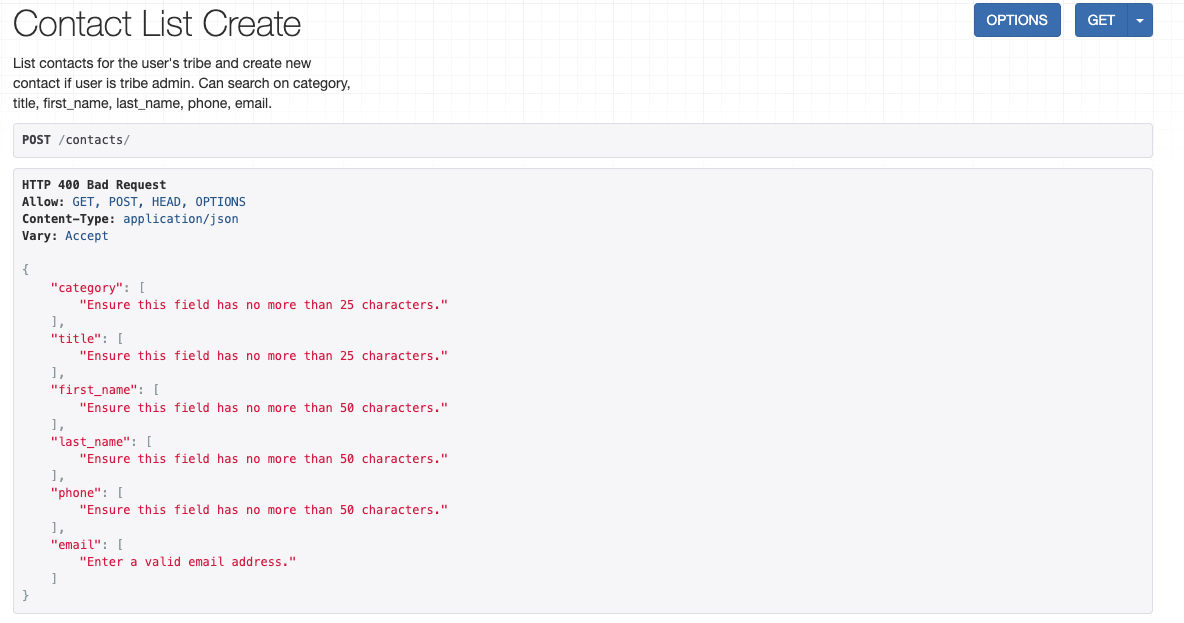 Contact List Create
OPTIONS
GET
List contacts for the user's tribe and create new
contact if user is tribe admin. Can search on category,
title, first_name, last_name, phone, email.
POST /contacts/
HTTP 400 Bad Request
Allow: GET, POST, HEAD, OPTIONS
Content-Type: application/json
Vary: Accept
{
    "category": [
        "Ensure this field has no more than 25 characters."
    ],
    "title": [
        "Ensure this field has no more than 25 characters."
    ],
    "first_name": [
        "Ensure this field has no more than 50 characters."
    ],
    "last_name": [
        "Ensure this field has no more than 50 characters."
    ],
    "phone": [
        "Ensure this field has no more than 50 characters."
    ],
    "email": [
        "Enter a valid email address."
    ]
}